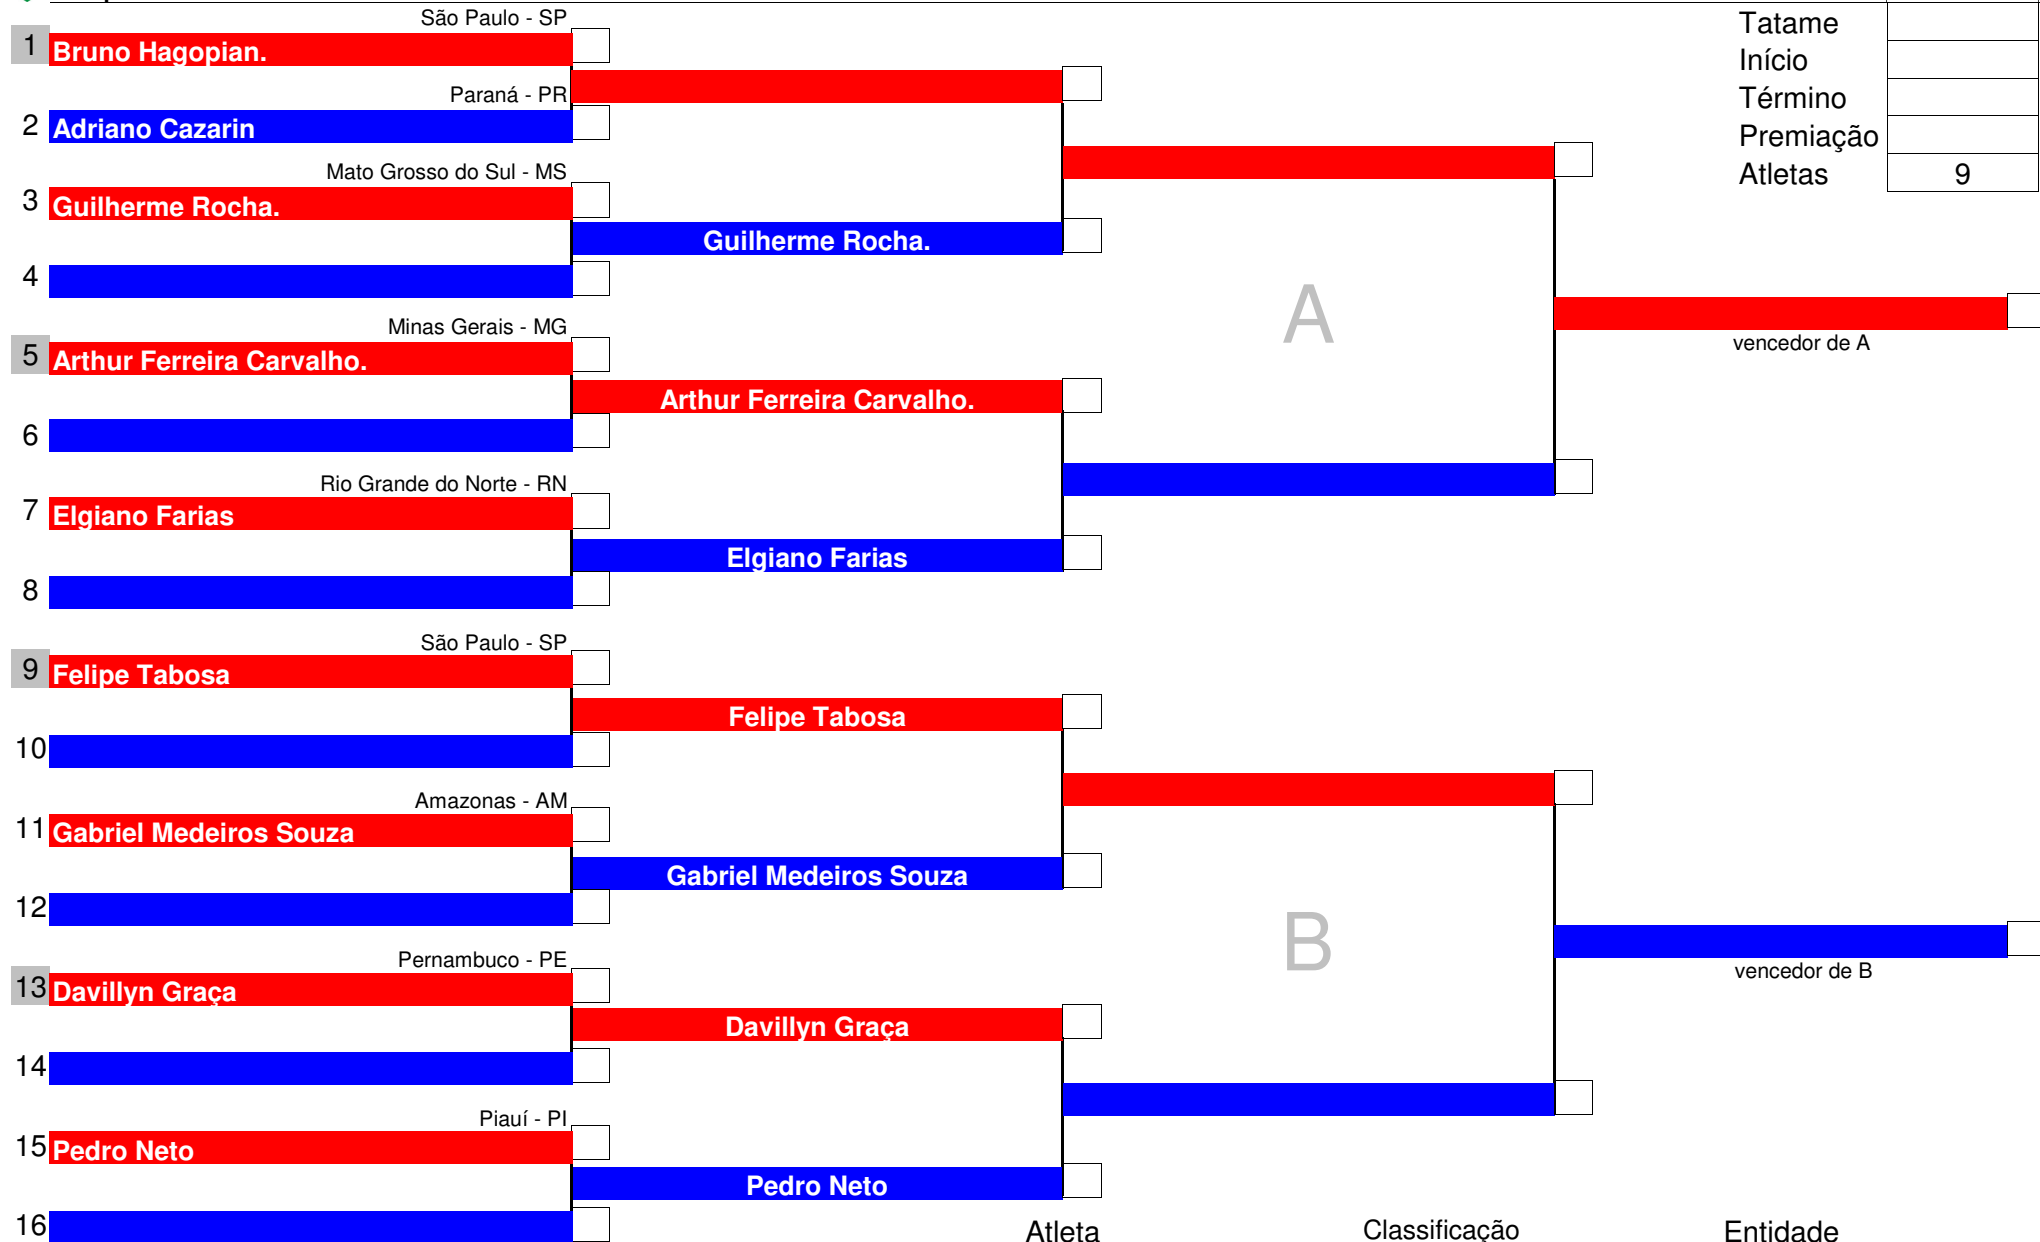 São Paulo - SP
1 Bruno Hagopian.
Paraná - PR
2 Adriano Cazarin
Mato Grosso do Sul - MS
3 Guilherme Rocha.
Guilherme Rocha.
4
Minas Gerais - MG
5 Arthur Ferreira Carvalho.
Arthur Ferreira Carvalho.
6
Rio Grande do Norte - RN
7 Elgiano Farias
Elgiano Farias
8
São Paulo - SP
9 Felipe Tabosa
Felipe Tabosa
10
Amazonas - AM
11 Gabriel Medeiros Souza
Gabriel Medeiros Souza
12
Pernambuco - PE
13 Davillyn Graça
Davillyn Graça
14
Piauí - PI
15 Pedro Neto
Pedro Neto
16
A
B
vencedor de A
vencedor de B
Tatame
Início
Término
Premiação
Atletas 9
Atleta Classificação Entidade